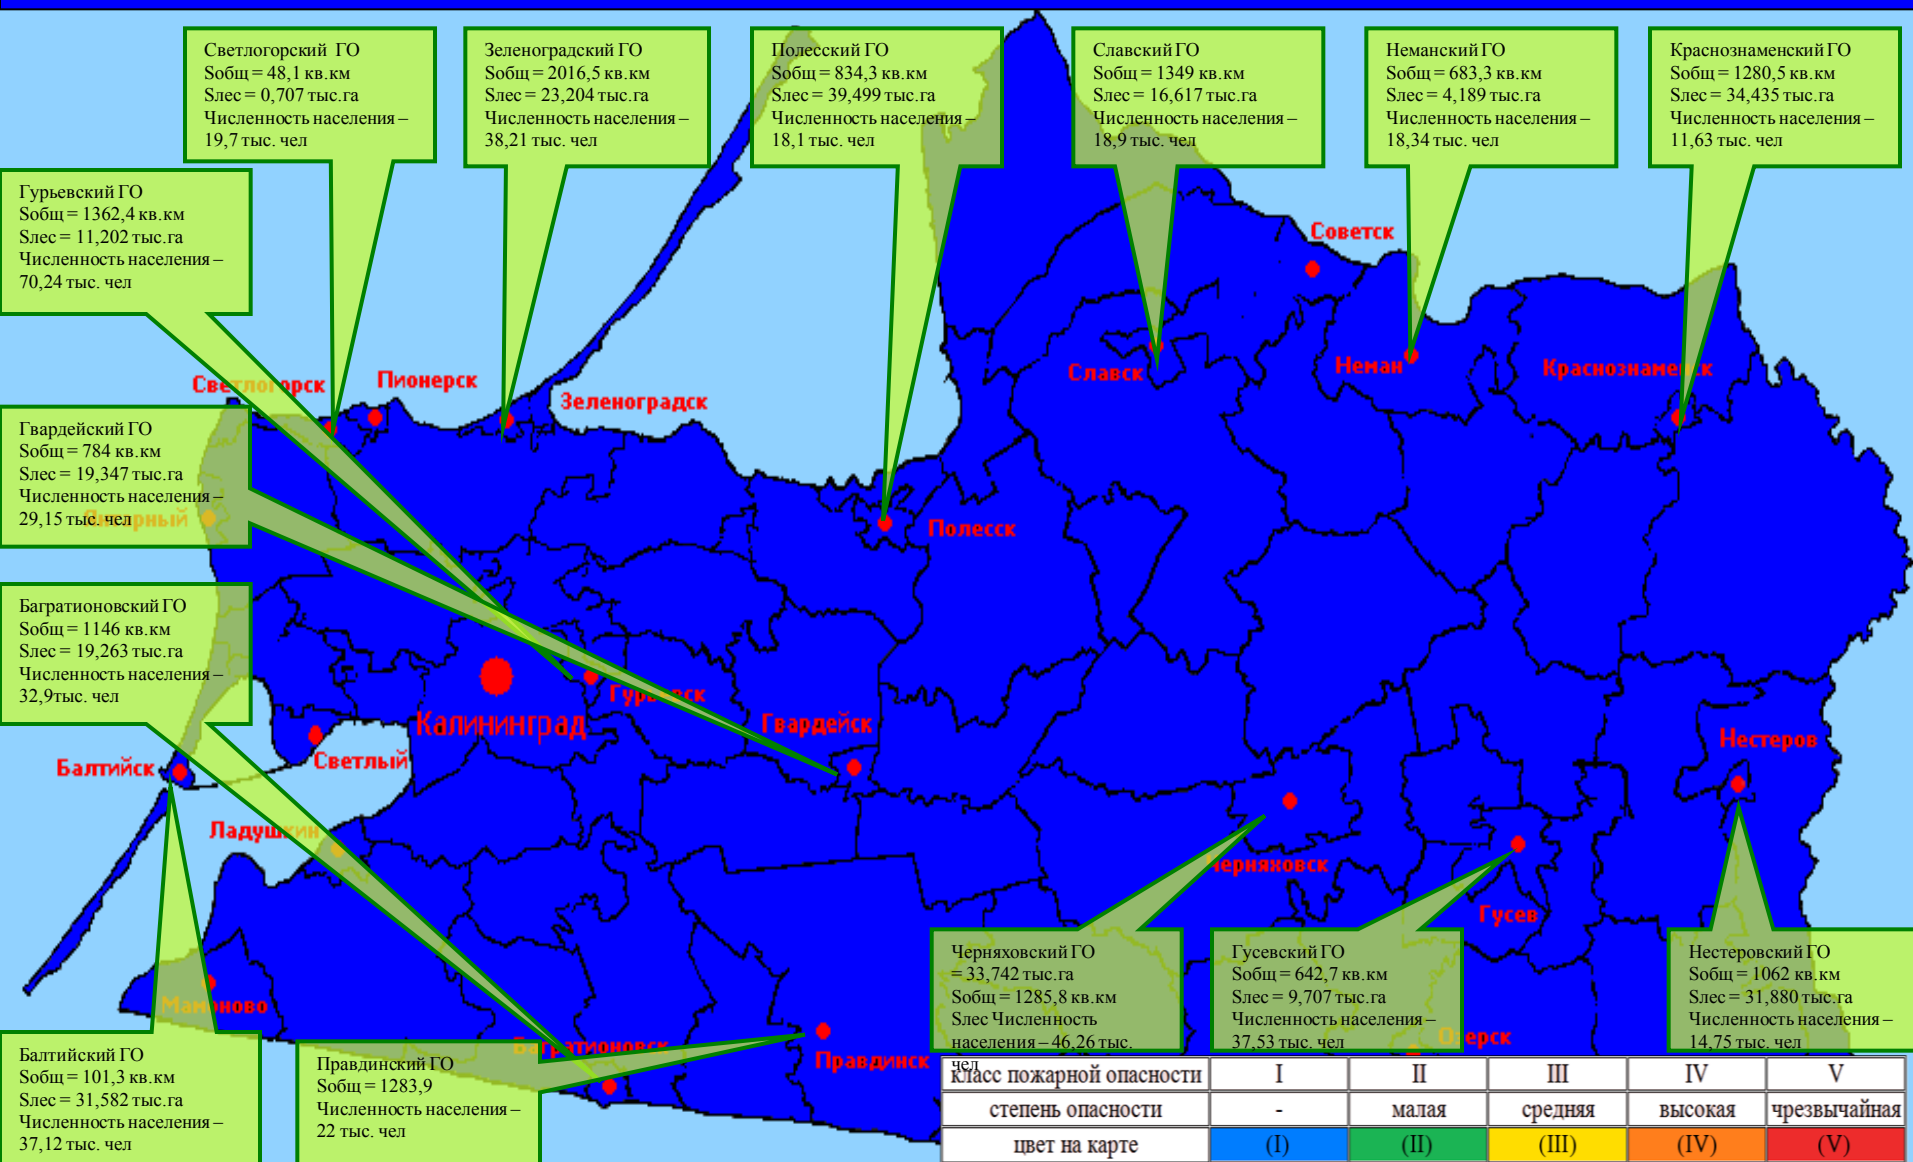 Светлогорский ГО
Sобщ = 48,1 кв.км
Sлес = 0,707 тыс.га
Численность населения –
19,7 тыс. чел
Зеленоградский ГО
Sобщ = 2016,5 кв.км
Sлес = 23,204 тыс.га
Численность населения –
38,21 тыс. чел
Полесский ГО
Sобщ = 834,3 кв.км
Sлес = 39,499 тыс.га
Численность населения –
18,1 тыс. чел
Славский ГО
Sобщ = 1349 кв.км
Sлес = 16,617 тыс.га
Численность населения –
18,9 тыс. чел
Неманский ГО
Sобщ = 683,3 кв.км
Sлес = 4,189 тыс.га
Численность населения –
18,34 тыс. чел
Краснознаменский ГО
Sобщ = 1280,5 кв.км
Sлес = 34,435 тыс.га
Численность населения –
11,63 тыс. чел
Гурьевский ГО
Sобщ = 1362,4 кв.км
Sлес = 11,202 тыс.га
Численность населения –
70,24 тыс. чел
Советск
Светлогорск
Пионерск
Зеленоградск
Славск
Неман
Краснознаменск
Гвардейский ГО
Sобщ = 784 кв.км
Sлес = 19,347 тыс.га
Численность населения –
29,15 тыс. чел
Янтарный
Полесск
Багратионовский ГО
Sобщ = 1146 кв.км
Sлес = 19,263 тыс.га
Численность населения –
32,9тыс. чел
Гурьевск
Калининград
Гвардейск
Светлый
Балтийск
Нестеров
Ладушкин
Черняховск
Гусев
Мамоново
Багратионовск
Правдинск
Озерск
Черняховский ГО
= 33,742 тыс.га
Sобщ = 1285,8 кв.км
Sлес Численность
населения – 46,26 тыс.
чел
Гусевский ГО
Sобщ = 642,7 кв.км
Sлес = 9,707 тыс.га
Численность населения –
37,53 тыс. чел
Нестеровский ГО
Sобщ = 1062 кв.км
Sлес = 31,880 тыс.га
Численность населения –
14,75 тыс. чел
Балтийский ГО
Sобщ = 101,3 кв.км
Sлес = 31,582 тыс.га
Численность населения –
37,12 тыс. чел
Правдинский ГО
Sобщ = 1283,9
Численность населения –
22 тыс. чел
класс пожарной опасности I II III IV V
степень опасности - малая средняя высокая чрезвычайная
цвет на карте (I) (II) (III) (IV) (V)